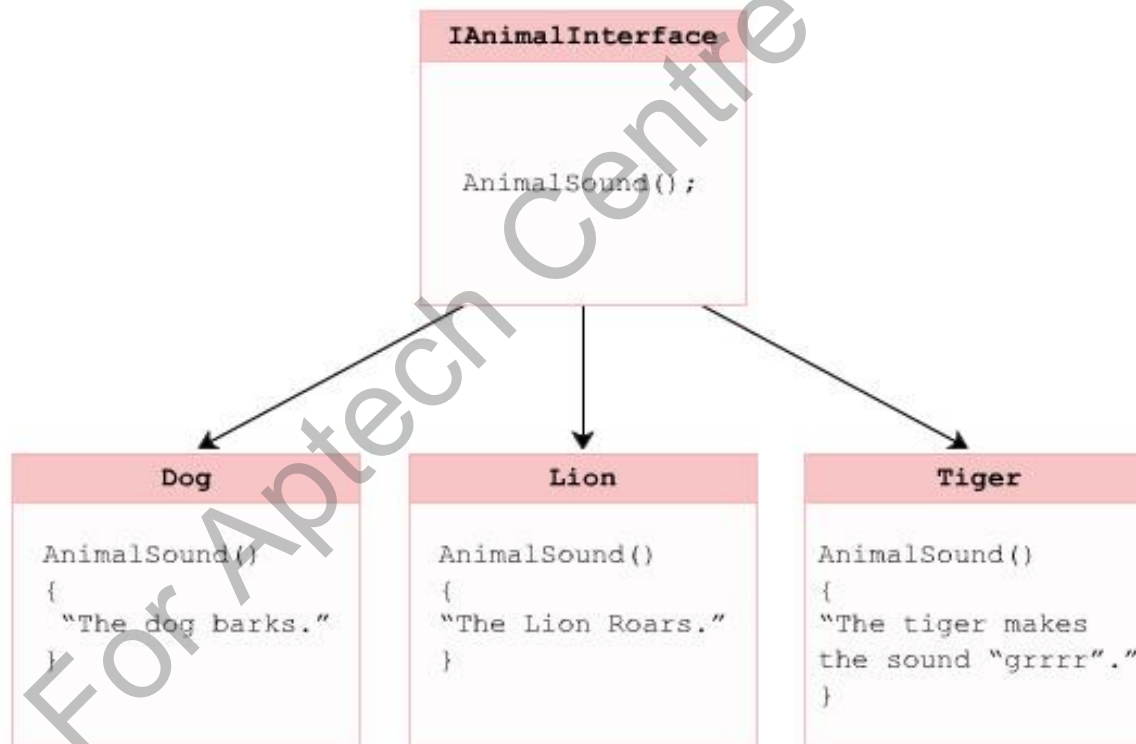 IAnimalInterface
AnimalSound();
Dog
AnimalSound()
{
“The dog barks.”
}
Lion
AnimalSound()
{
“The Lion Roars.”
}
Tiger
AnimalSound()
{
“The tiger makes
the sound “grrrr”.”
}
For Aptech Centre